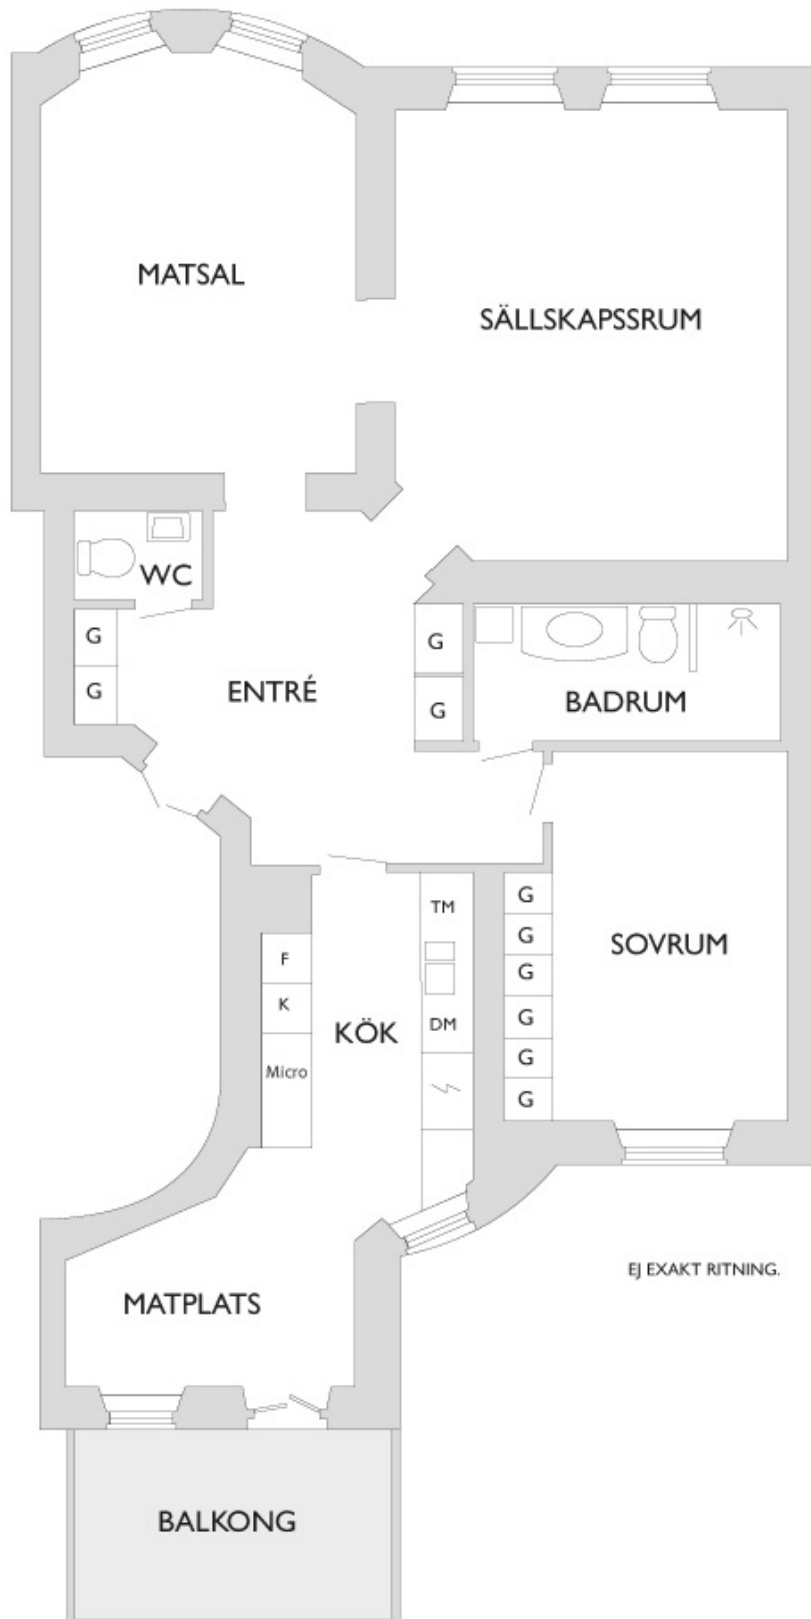 MATSAL
SÄLLSKAPSSRUM
WC
G
G
ENTRÉ
G
G
BADRUM
TM
F
K
KÖK
DM
Micro
G
G
G
G
G
G
SOVRUM
EJ EXAKT RITNING.
MATPLATS
BALKONG